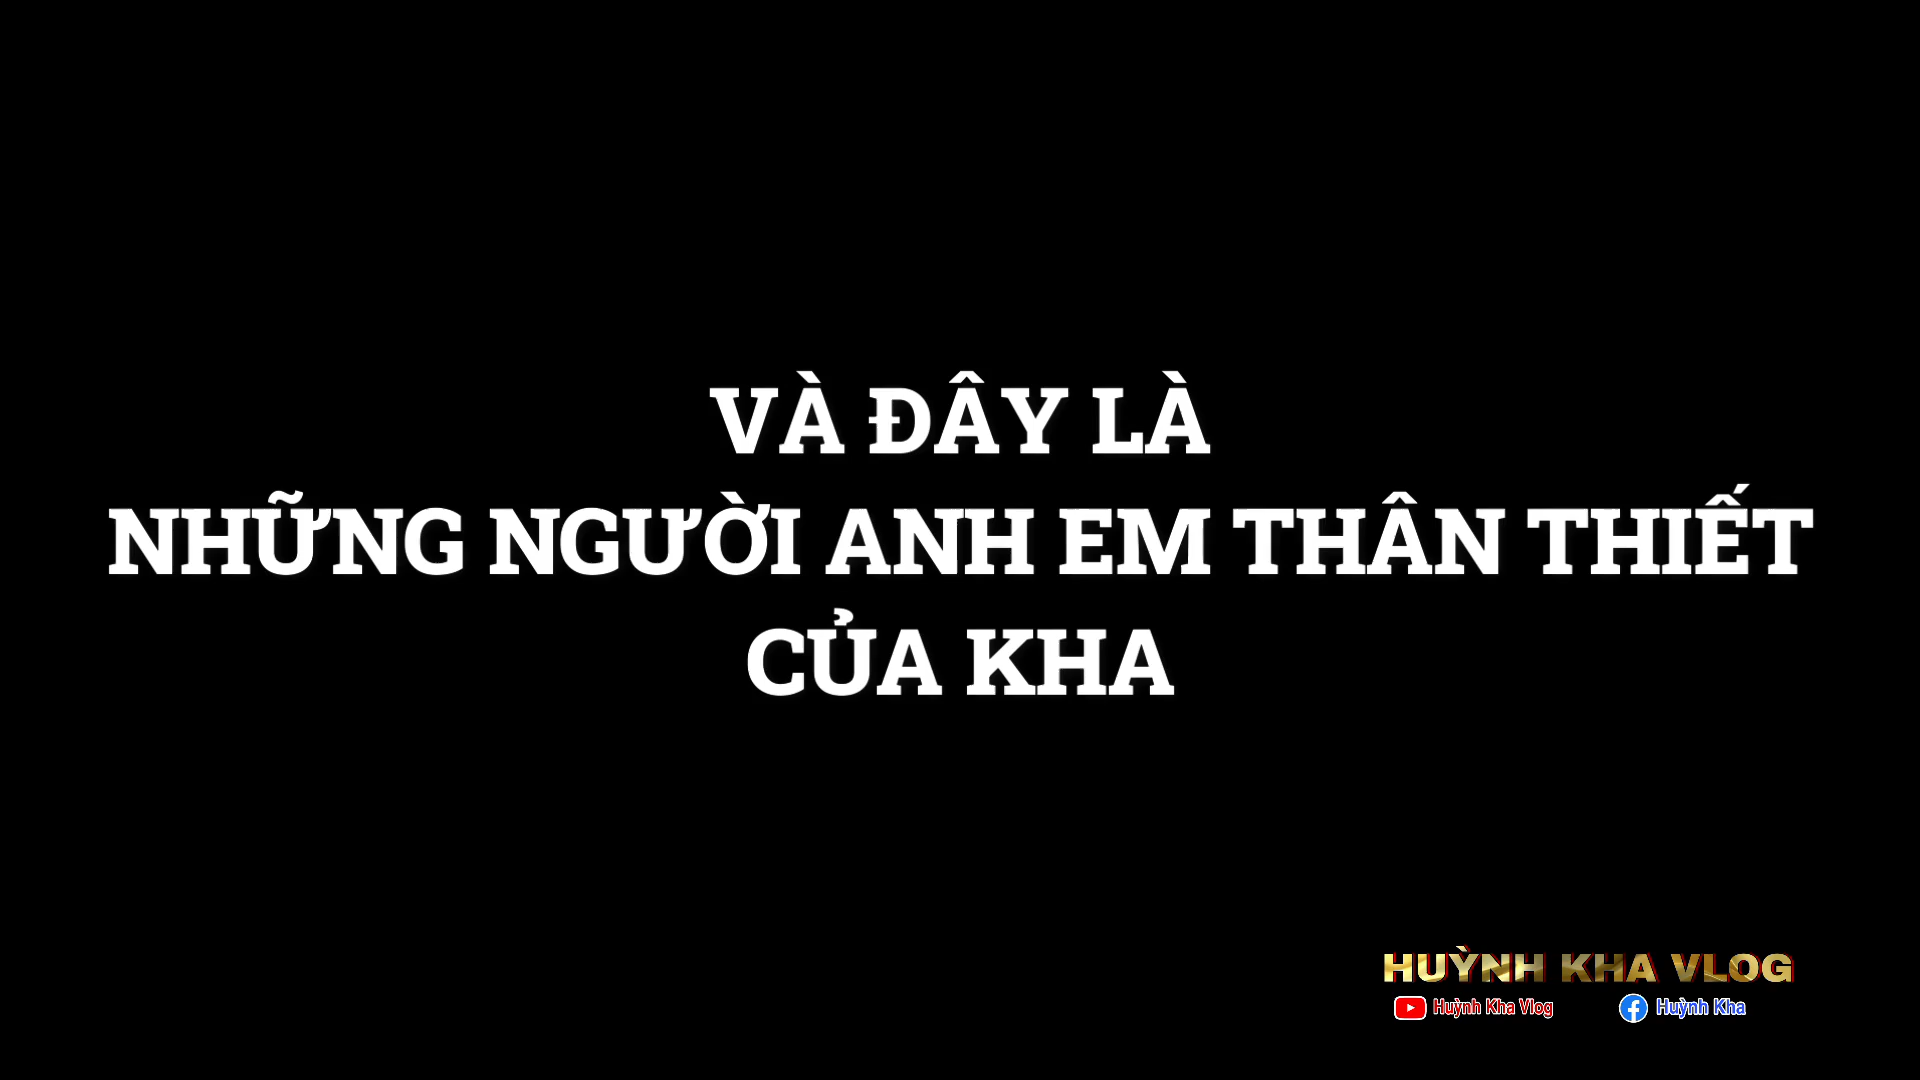 VÀ ĐÂY LÀ
NHỮNG NGƯỜI ANH EM THÂN THIẾT
CỦA KHA
HUỲNH KHA VLOG
Huỳnh Kha Vlog
Huỳnh Kha